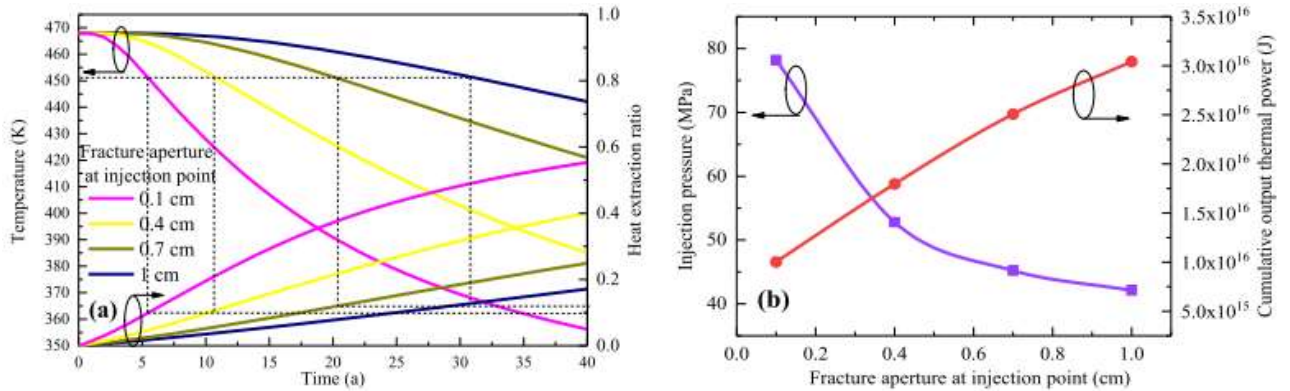 470
460
450
440
430
420
410
400
390
380
370
360
350
Temperature (K)
Fracture aperture
at injection point
0.1 cm
0.4 cm
0.7 cm
1 cm
(a)
0
5
10
15
20
25
30
35
40
Time (a)
1.0
0.8
0.6
0.4
0.2
0.0
Heat extraction ratio
80
70
60
50
40
Injection pressure (MPa)
(b)
0.0
0.2
0.4
0.6
0.8
1.0
Fracture aperture at injection point (cm)
3.5x10¹⁶
3.0x10¹⁶
2.5x10¹⁶
2.0x10¹⁶
1.5x10¹⁶
1.0x10¹⁶
5.0x10¹⁵
Cumulative output thermal power (J)